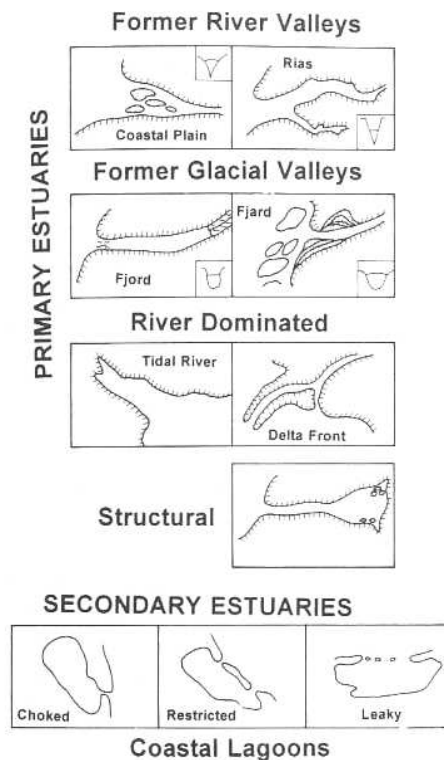 Former River Valleys
Coastal Plain
Rias
Former Glacial Valleys
Fjord
Fjard
PRIMARY ESTUARIES
River Dominated
Tidal River
Delta Front
Structural
SECONDARY ESTUARIES
Choked
Restricted
Leaky
Coastal Lagoons